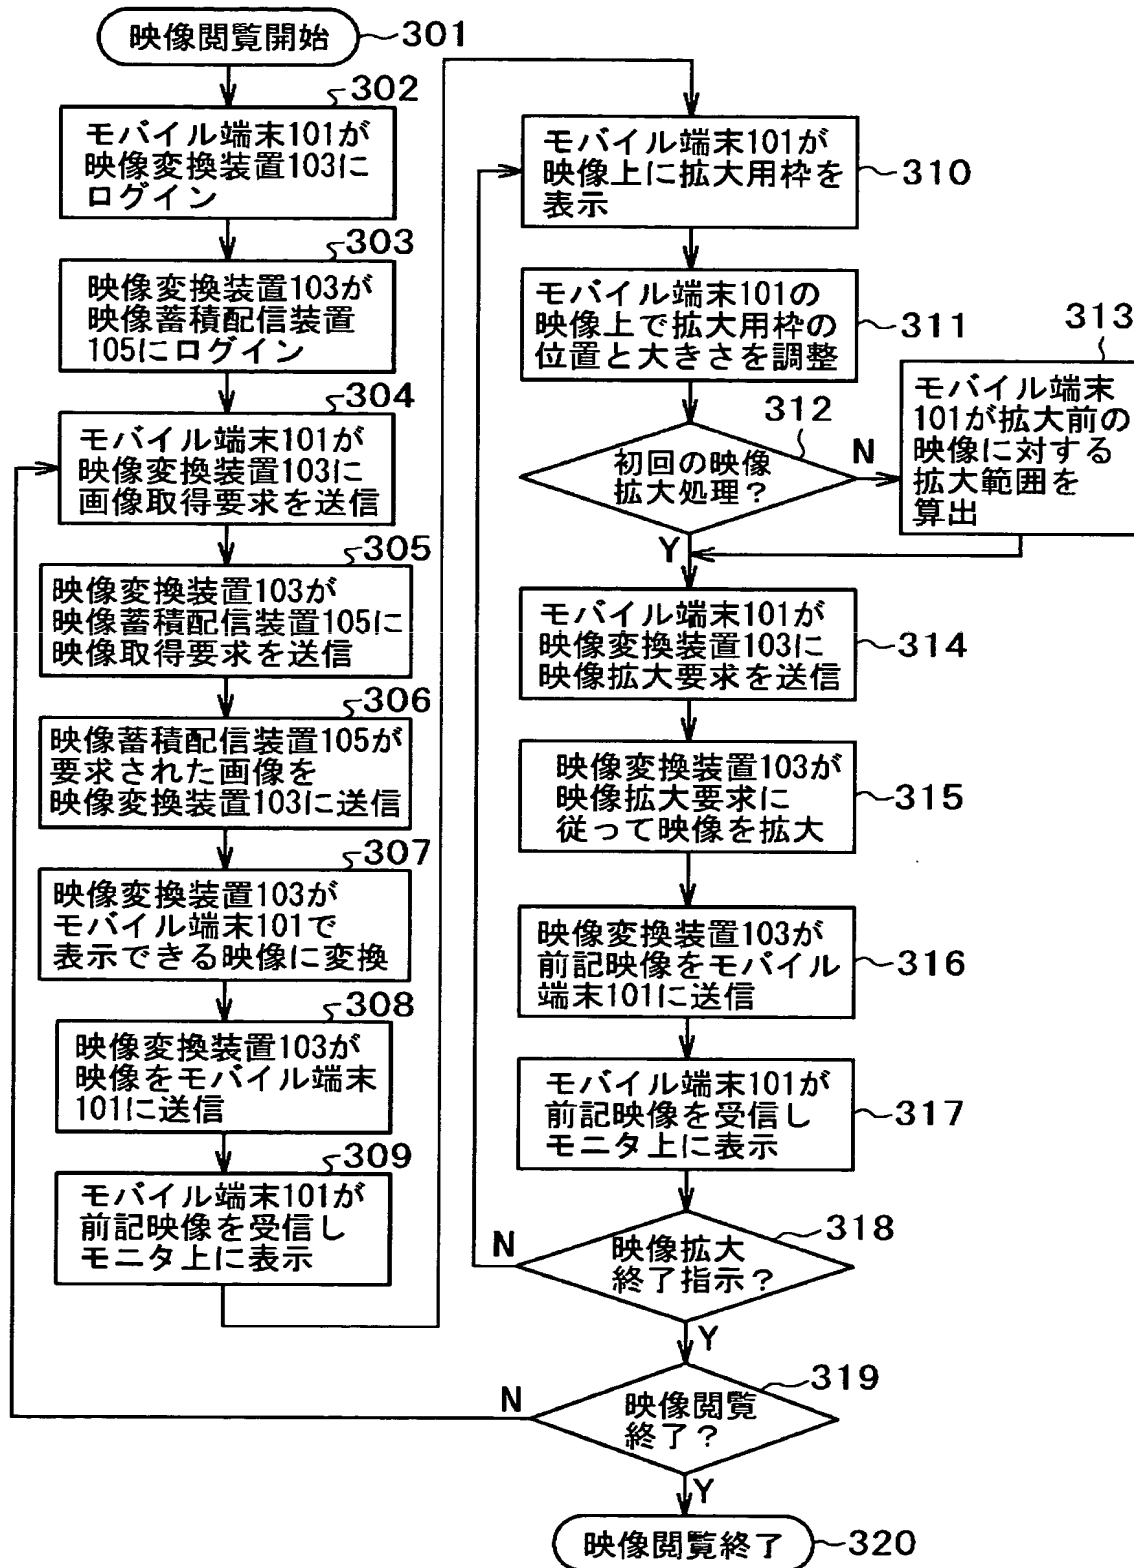 映像閲覧開始
301
302
モバイル端末101が
映像変換装置103に
ログイン
303
映像変換装置103が
映像蓄積配信装置
105にログイン
304
モバイル端末101が
映像変換装置103に
画像取得要求を送信
305
映像変換装置103が
映像蓄積配信装置105に
映像取得要求を送信
306
映像蓄積配信装置105が
要求された画像を
映像変換装置103に送信
307
映像変換装置103が
モバイル端末101で
表示できる映像に変換
308
映像変換装置103が
映像をモバイル端末
101に送信
309
モバイル端末101が
前記映像を受信し
モニタ上に表示
モバイル端末101が
映像上に拡大用枠を
表示
310
モバイル端末101の
映像上で拡大用枠の
位置と大きさを調整
311
312
初回の映像
拡大処理?
N
Y
313
モバイル端末
101が拡大前の
映像に対する
拡大範囲を
算出
モバイル端末101が
映像変換装置103に
映像拡大要求を送信
314
映像変換装置103が
映像拡大要求に
従って映像を拡大
315
映像変換装置103が
前記映像をモバイル
端末101に送信
316
モバイル端末101が
前記映像を受信し
モニタ上に表示
317
318
映像拡大
終了指示?
N
Y
319
映像閲覧
終了?
N
Y
映像閲覧終了
320